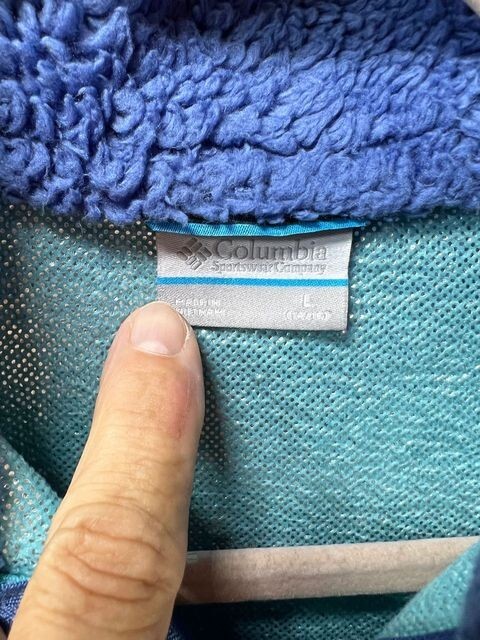 Columbia
Sportswear Company
MADE IN
VIETNAM
L
(14/16)